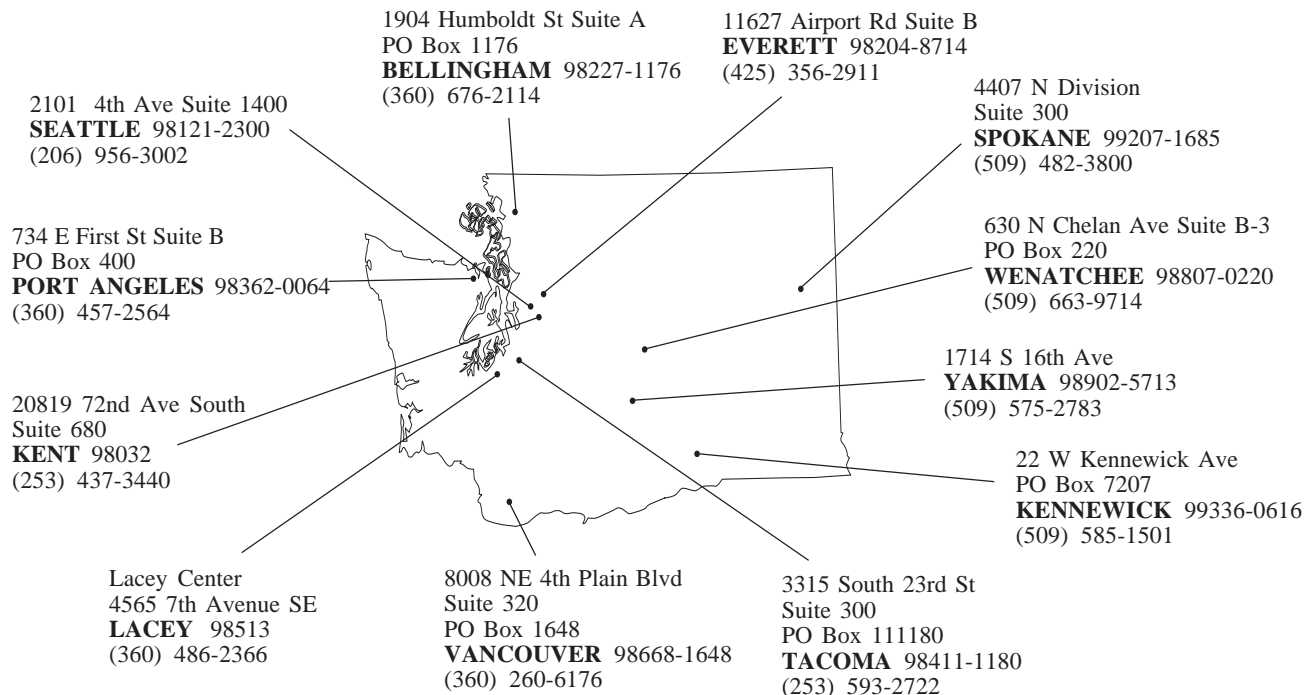 1904 Humboldt St Suite A
PO Box 1176
BELLINGHAM 98227-1176
(360) 676-2114
11627 Airport Rd Suite B
EVERETT 98204-8714
(425) 356-2911
2101 4th Ave Suite 1400
SEATTLE 98121-2300
(206) 956-3002
4407 N Division
Suite 300
SPOKANE 99207-1685
(509) 482-3800
734 E First St Suite B
PO Box 400
PORT ANGELES 98362-0064
(360) 457-2564
630 N Chelan Ave Suite B-3
PO Box 220
WENATCHEE 98807-0220
(509) 663-9714
1714 S 16th Ave
YAKIMA 98902-5713
(509) 575-2783
20819 72nd Ave South
Suite 680
KENT 98032
(253) 437-3440
22 W Kennewick Ave
PO Box 7207
KENNEWICK 99336-0616
(509) 585-1501
Lacey Center
4565 7th Avenue SE
LACEY 98513
(360) 486-2366
8008 NE 4th Plain Blvd
Suite 320
PO Box 1648
VANCOUVER 98668-1648
(360) 260-6176
3315 South 23rd St
Suite 300
PO Box 111180
TACOMA 98411-1180
(253) 593-2722